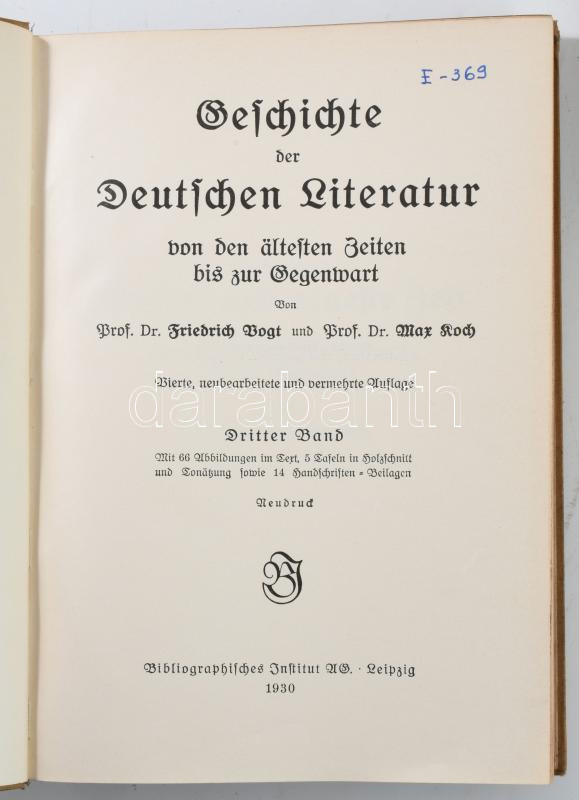 I - 369
Geſchichte
der
Deutſchen Literatur
von den älteſten Zeiten
bis zur Gegenwart
Von
Prof. Dr. Friedrich Vogt und Prof. Dr. Max Koch
Vierte, neubearbeitete und vermehrte Auflage
darabanth
Dritter Band
Mit 66 Abbildungen im Text, 5 Tafeln in Holzſchnitt
und Tonätzung ſowie 14 Handſchriften-Beilagen
Neudruck
BI
Bibliographiſches Inſtitut AG. · Leipzig
1930